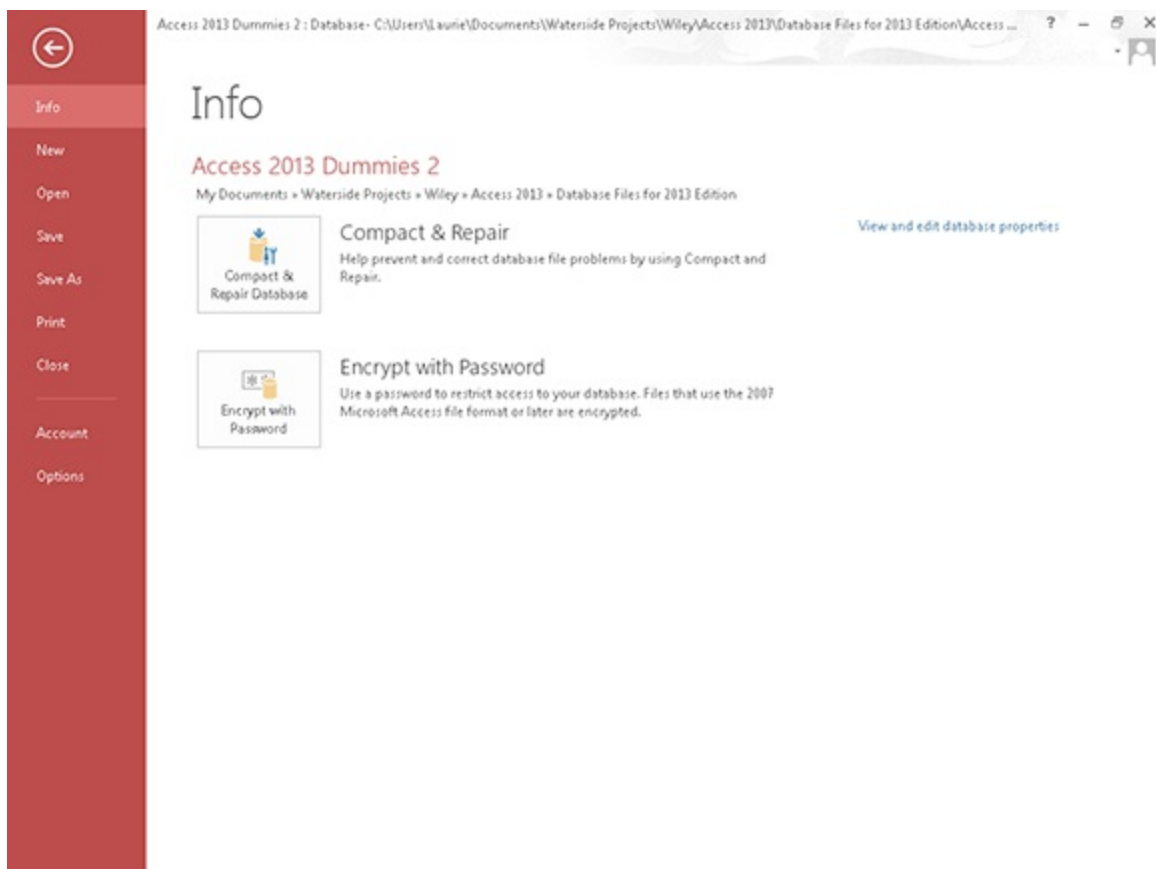 Access 2013 Dummies 2 : Database- C:\Users\Laurie\Documents\Waterside Projects\Wiley\Access 2013\Database Files for 2013 Edition\Access ...
?
Info
New
Open
Save
Save As
Print
Close
Account
Options
Info
Access 2013 Dummies 2
My Documents » Waterside Projects » Wiley » Access 2013 » Database Files for 2013 Edition
Compact &
Repair Database
Compact & Repair
Help prevent and correct database file problems by using Compact and
Repair.
View and edit database properties
Encrypt with
Password
Encrypt with Password
Use a password to restrict access to your database. Files that use the 2007
Microsoft Access file format or later are encrypted.